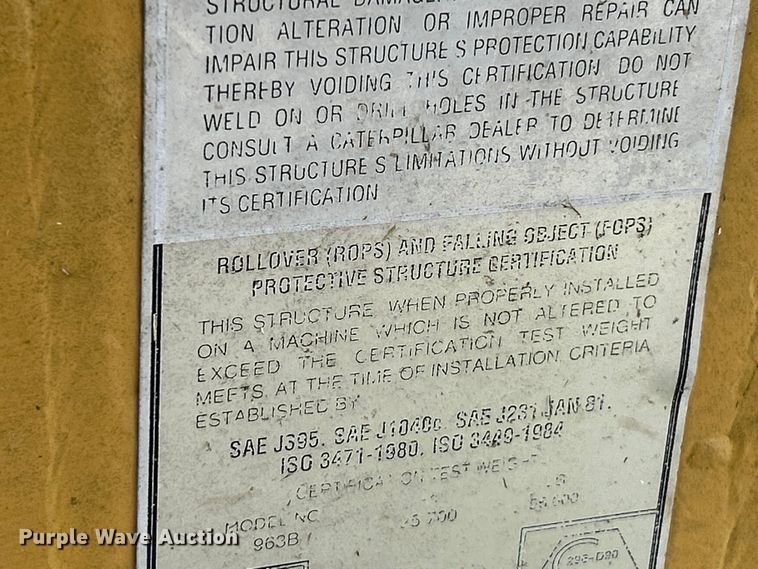 STRUCTURAL
TION ALTERATION OR IMPROPER REPAIR CAN
IMPAIR THIS STRUCTURE S PROTECTION CAPABILITY
THEREBY VOIDING THIS CERTIFICATION DO NOT
WELD ON OR DRILL HOLES IN THE STRUCTURE
CONSULT A CATERPILLAR DEALER TO DETERMINE
THIS STRUCTURE S LIMITATIONS WITHOUT VOIDING
ITS CERTIFICATION
ROLLOVER (ROPS) AND FALLING OBJECT (FOPS)
PROTECTIVE STRUCTURE CERTIFICATION
THIS STRUCTURE, WHEN PROPERLY INSTALLED
ON A MACHINE WHICH IS NOT ALTERED TO
EXCEED THE CERTIFICATION TEST WEIGHT
MEETS, AT THE TIME OF INSTALLATION CRITERIA
ESTABLISHED BY
SAE J395, SAE J1040c, SAE J231 JAN 81,
ISO 3471-1980, ISO 3449-1984
CERTIFICATION TEST WEIGHT
MODEL NO
963B
Purple Wave Auction